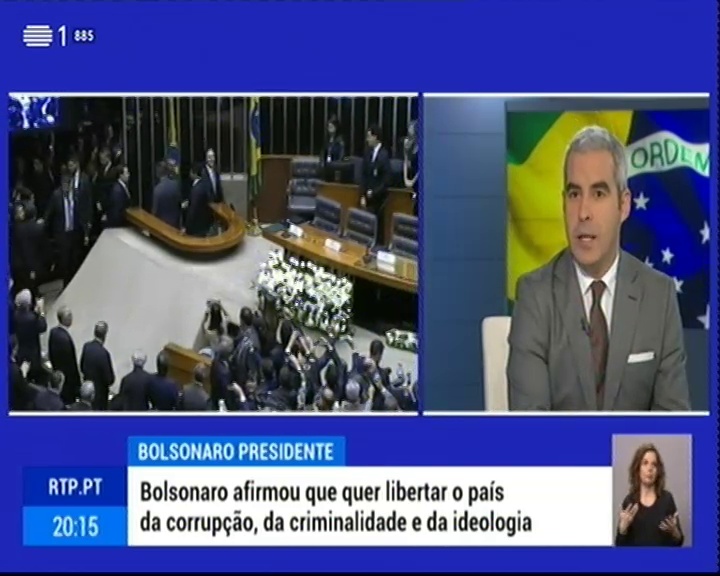 1 885
ORDEM
BOLSONARO PRESIDENTE
RTP.PT
20:15
Bolsonaro afirmou que quer libertar o país
da corrupção, da criminalidade e da ideologia